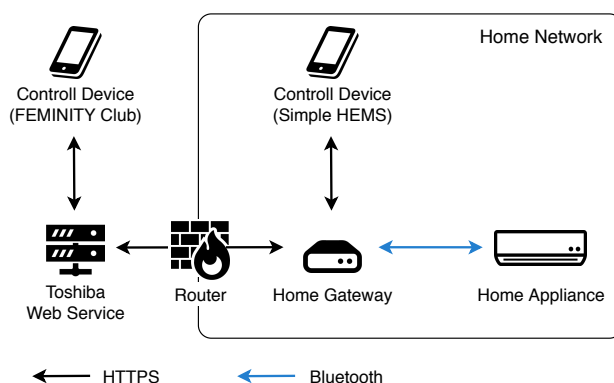 Home Network
Controll Device
(FEMINITY Club)
Controll Device
(Simple HEMS)
Toshiba
Web Service
Router
Home Gateway
Home Appliance
HTTPS
Bluetooth